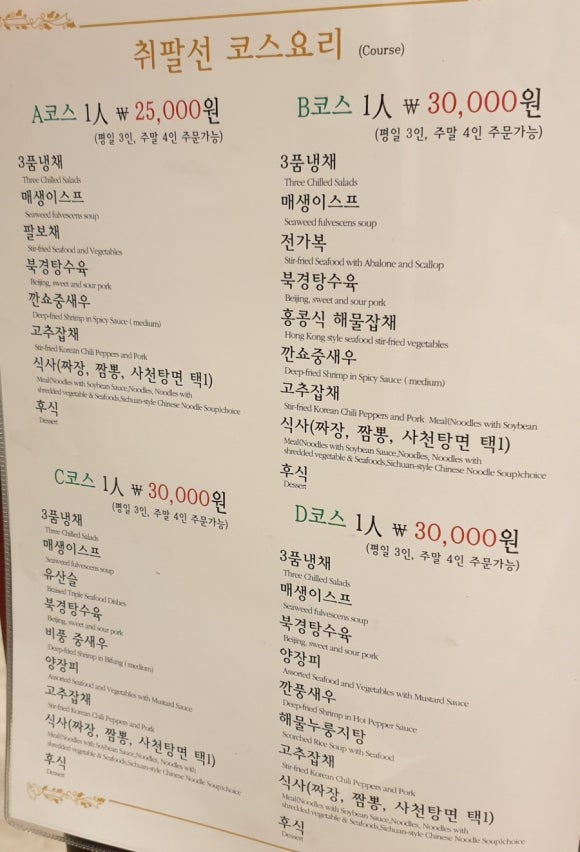 취팔선 코스요리 (Course)
A코스 1人 ₩ 25,000원
(평일 3인, 주말 4인 주문가능)
3품냉채
Three Chilled Salads
매생이스프
Seaweed fulvescens soup
팔보채
Stir-fried Seafood and Vegetables
북경탕수육
Beijing, sweet and sour pork
깐쇼중새우
Deep-fried Shrimp in Spicy Sauce ( medium)
고추잡채
Stir-fried Korean Chili Peppers and Pork
식사(짜장, 짬뽕, 사천탕면 택1)
Meal(Noodles with Soybean Sauce,Noodles, Noodles with
shredded vegetable & Seafoods,Sichuan-style Chinese Noodle Soup)choice
후식
Dessert
B코스 1人 ₩ 30,000원
(평일 3인, 주말 4인 주문가능)
3품냉채
Three Chilled Salads
매생이스프
Seaweed fulvescens soup
전가복
Stir-fried Seafood with Abalone and Scallop
북경탕수육
Beijing, sweet and sour pork
홍콩식 해물잡채
Hong Kong style seafood stir-fried vegetables
깐쇼중새우
Deep-fried Shrimp in Spicy Sauce ( medium)
고추잡채
Stir-fried Korean Chili Peppers and Pork Meal(Noodles with Soybean
식사(짜장, 짬뽕, 사천탕면 택1)
Meal(Noodles with Soybean Sauce,Noodles, Noodles with
shredded vegetable & Seafoods,Sichuan-style Chinese Noodle Soup)choice
후식
Dessert
C코스 1人 ₩ 30,000원
(평일 3인, 주말 4인 주문가능)
3품냉채
Three Chilled Salads
매생이스프
Seaweed fulvescens soup
유산슬
Braised Triple Seafood Dishes
북경탕수육
Beijing, sweet and sour pork
비풍 중새우
Deep-fried Shrimp in Bifung ( medium)
양장피
Assorted Seafood and Vegetables with Mustard Sauce
고추잡채
Stir-fried Korean Chili Peppers and Pork
식사(짜장, 짬뽕, 사천탕면 택1)
Meal(Noodles with Soybean Sauce,Noodles, Noodles with
shredded vegetable & Seafoods,Sichuan-style Chinese Noodle Soup)choice
후식
Dessert
D코스 1人 ₩ 30,000원
(평일 3인, 주말 4인 주문가능)
3품냉채
Three Chilled Salads
매생이스프
Seaweed fulvescens soup
북경탕수육
Beijing, sweet and sour pork
양장피
Assorted Seafood and Vegetables with Mustard Sauce
깐풍새우
Deep-fried Shrimp in Hot Pepper Sauce
해물누룽지탕
Scorched Rice Soup with Seafood
고추잡채
Stir-fried Korean Chili Peppers and Pork
식사(짜장, 짬뽕, 사천탕면 택1)
Meal(Noodles with Soybean Sauce,Noodles, Noodles with
shredded vegetable & Seafoods,Sichuan-style Chinese Noodle Soup)choice
후식
Dessert